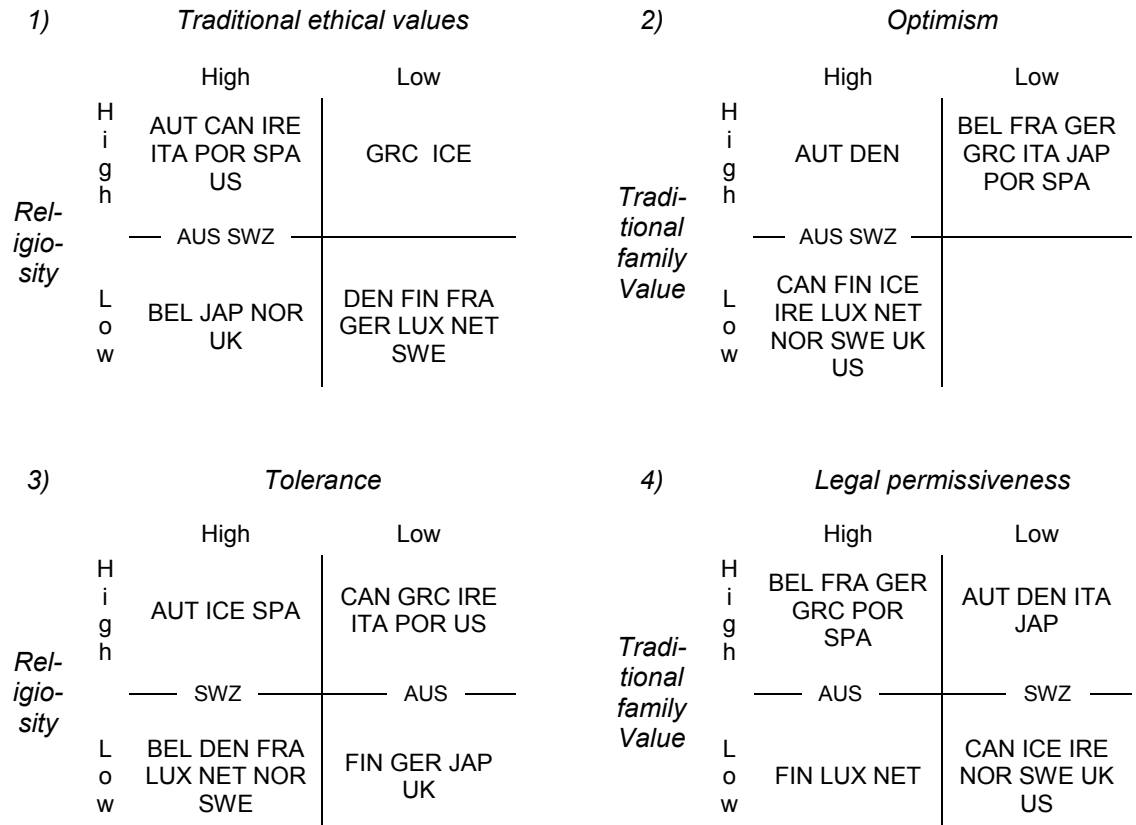 1) Traditional ethical values
High Low
H
i
g
h
AUT CAN IRE
ITA POR SPA
US
GRC ICE
Rel-
igio-
sity
AUS SWZ
L
o
w
BEL JAP NOR
UK
DEN FIN FRA
GER LUX NET
SWE
2) Optimism
High Low
H
i
g
h
AUT DEN
BEL FRA GER
GRC ITA JAP
POR SPA
Tradi-
tional
family
Value
AUS SWZ
L
o
w
CAN FIN ICE
IRE LUX NET
NOR SWE UK
US
3) Tolerance
High Low
H
i
g
h
AUT ICE SPA
CAN GRC IRE
ITA POR US
Rel-
igio-
sity
SWZ AUS
L
o
w
BEL DEN FRA
LUX NET NOR
SWE
FIN GER JAP
UK
4) Legal permissiveness
High Low
H
i
g
h
BEL FRA GER
GRC POR
SPA
AUT DEN ITA
JAP
Tradi-
tional
family
Value
AUS SWZ
L
o
w
FIN LUX NET
CAN ICE IRE
NOR SWE UK
US